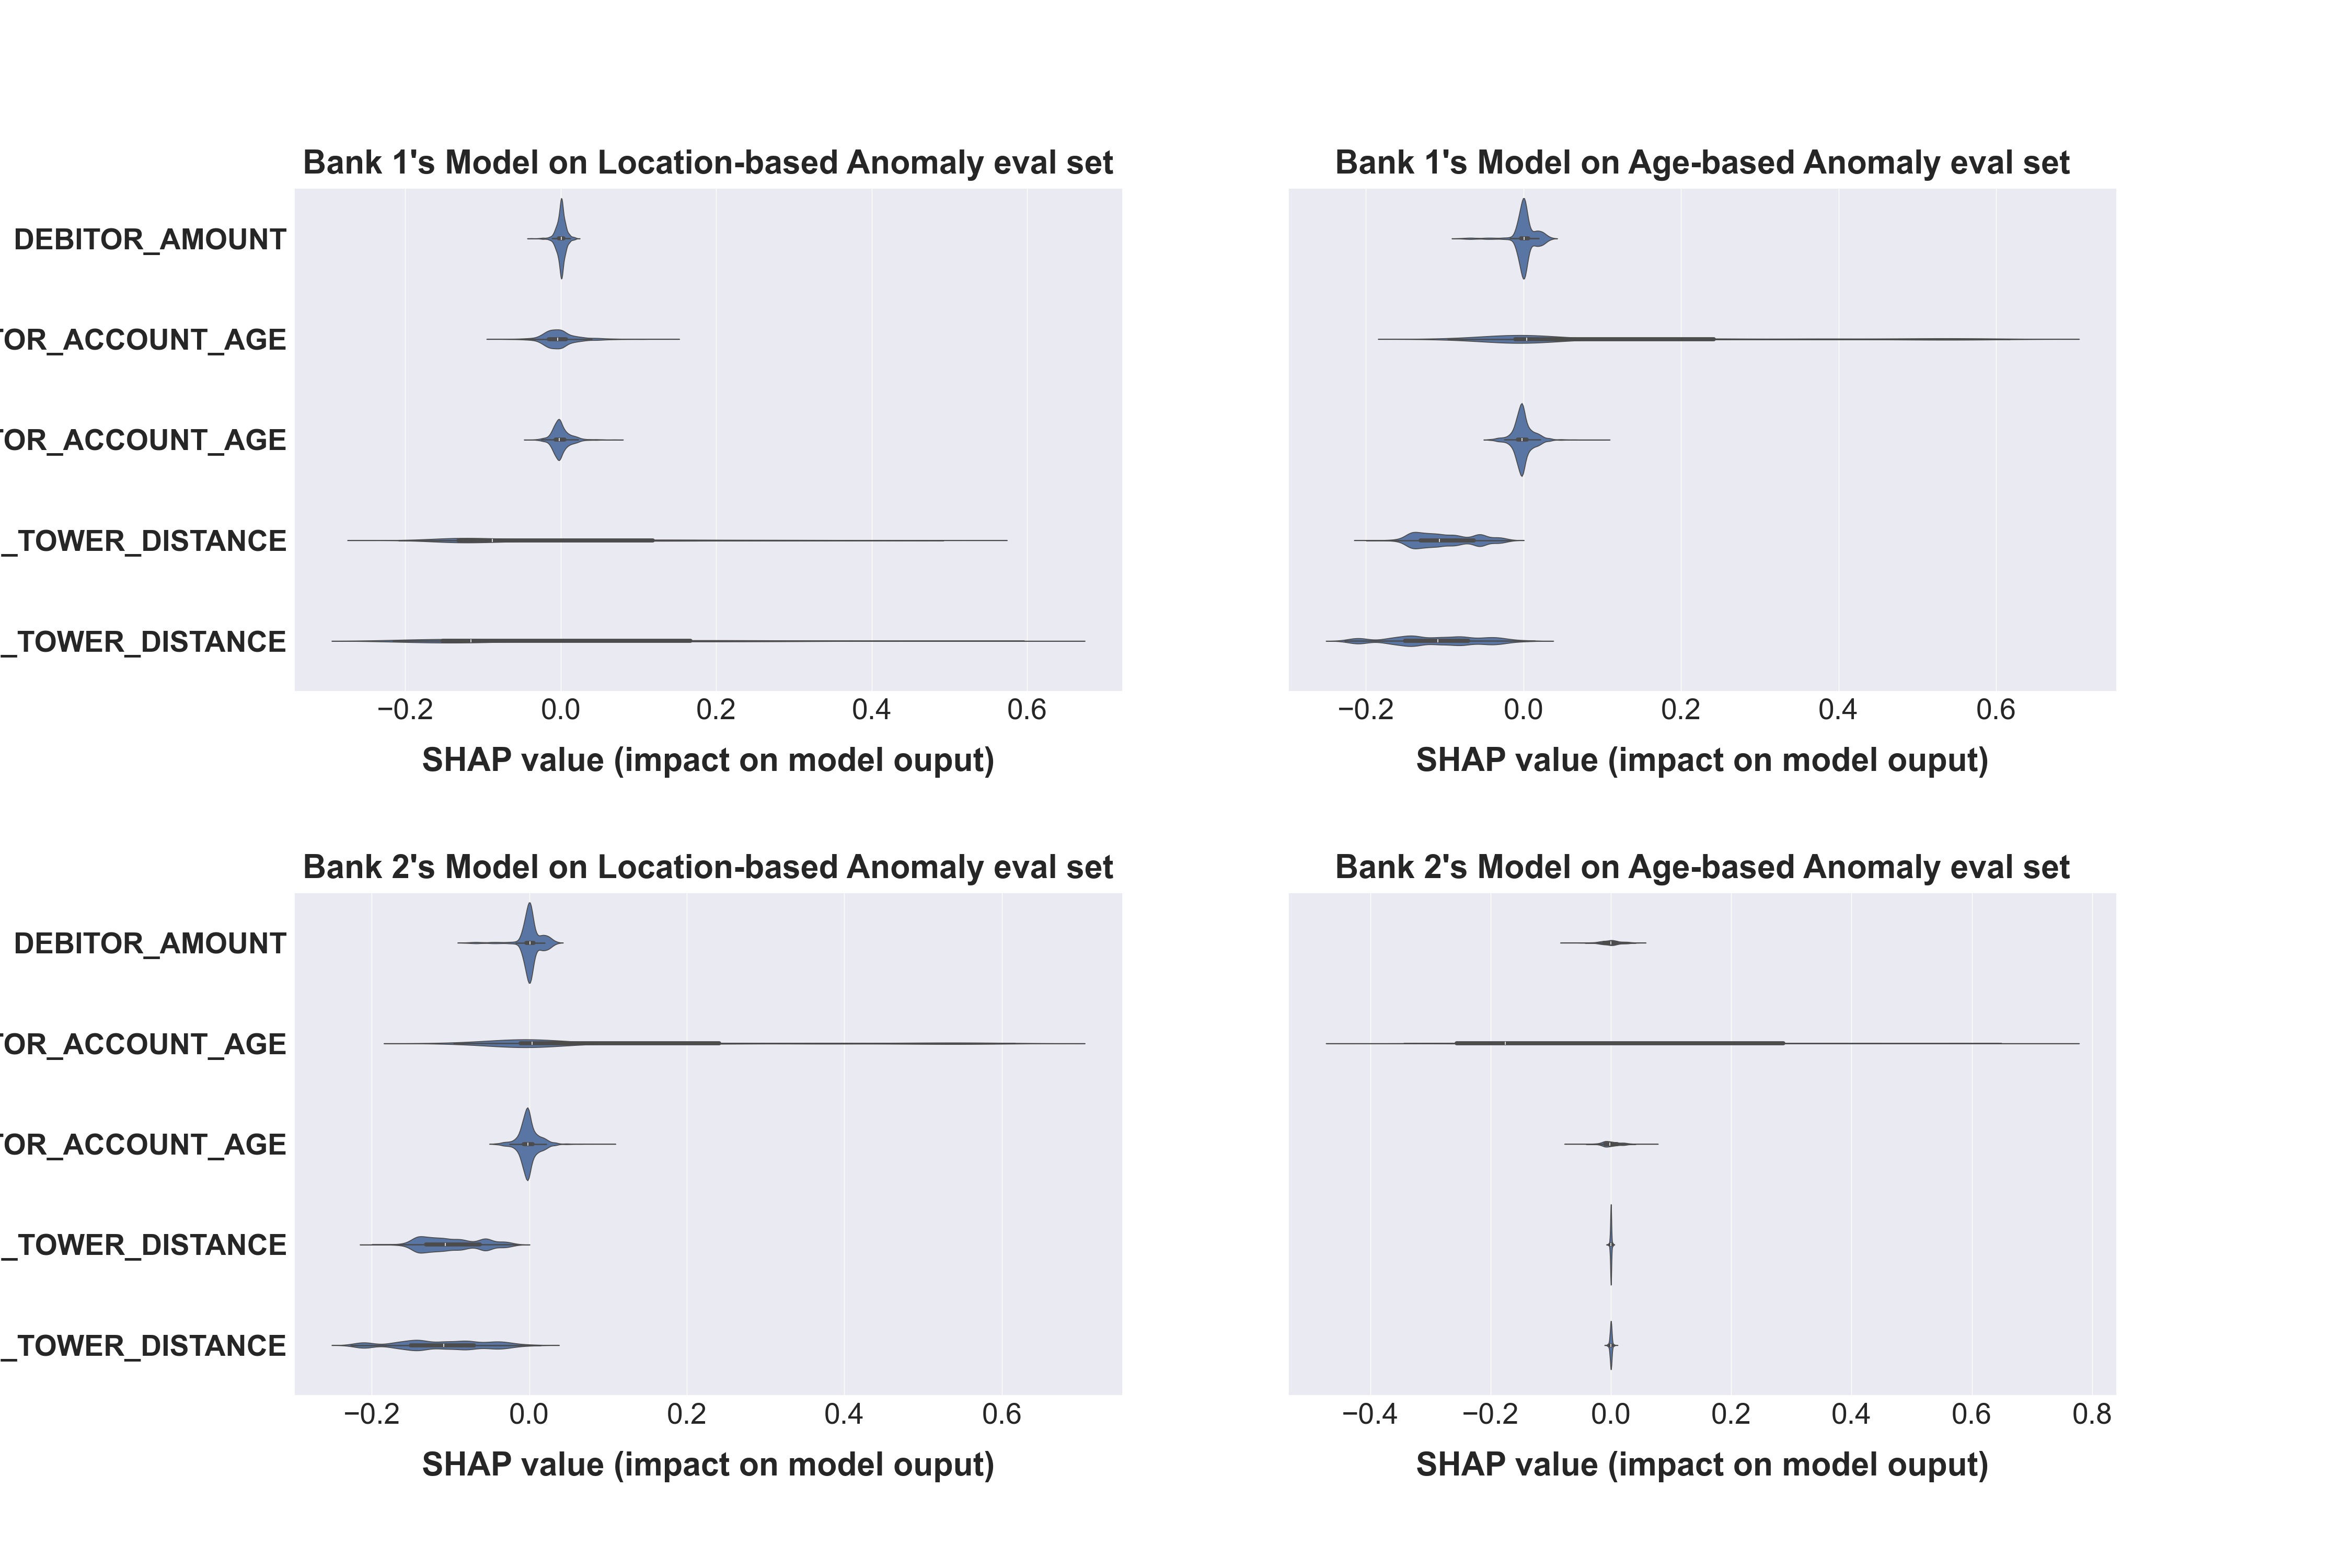 Bank 1's Model on Location-based Anomaly eval set
DEBITOR_AMOUNT
TOR_ACCOUNT_AGE
TOR_ACCOUNT_AGE
_TOWER_DISTANCE
_TOWER_DISTANCE
−0.2 0.0 0.2 0.4 0.6
SHAP value (impact on model ouput)
Bank 1's Model on Age-based Anomaly eval set
−0.2 0.0 0.2 0.4 0.6
SHAP value (impact on model ouput)
Bank 2's Model on Location-based Anomaly eval set
DEBITOR_AMOUNT
TOR_ACCOUNT_AGE
TOR_ACCOUNT_AGE
_TOWER_DISTANCE
_TOWER_DISTANCE
−0.2 0.0 0.2 0.4 0.6
SHAP value (impact on model ouput)
Bank 2's Model on Age-based Anomaly eval set
−0.4 −0.2 0.0 0.2 0.4 0.6 0.8
SHAP value (impact on model ouput)